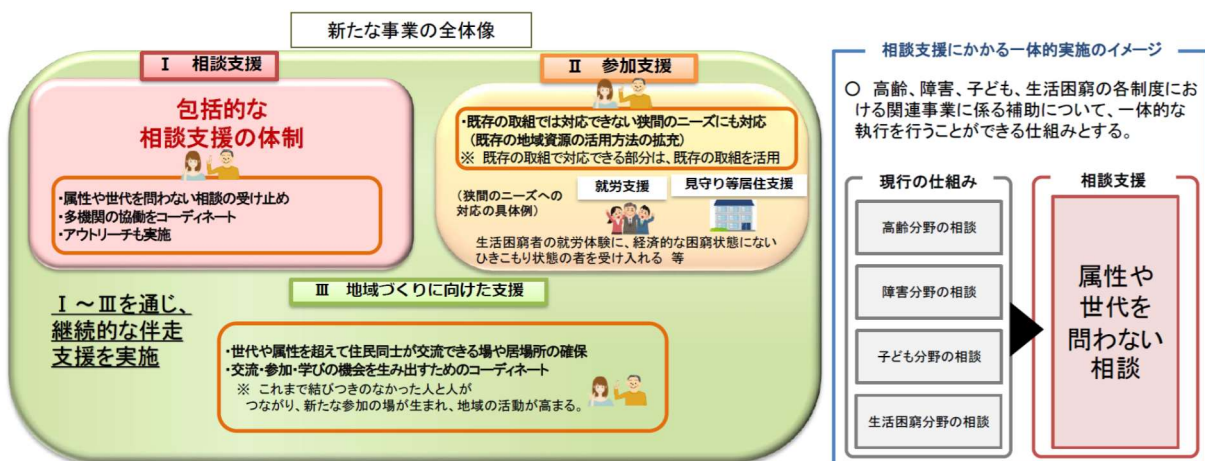 新たな事業の全体像
Ⅰ 相談支援
包括的な
相談支援の体制
・属性や世代を問わない相談の受け止め
・多機関の協働をコーディネート
・アウトリーチも実施
Ⅱ 参加支援
・既存の取組では対応できない狭間のニーズにも対応
(既存の地域資源の活用方法の拡充)
※ 既存の取組で対応できる部分は、既存の取組を活用
(狭間のニーズへの
対応の具体例)
就労支援
見守り等居住支援
生活困窮者の就労体験に、経済的な困窮状態にない
ひきこもり状態の者を受け入れる 等
Ⅲ 地域づくりに向けた支援
Ⅰ～Ⅲを通じ、
継続的な伴走
支援を実施
・世代や属性を超えて住民同士が交流できる場や居場所の確保
・交流・参加・学びの機会を生み出すためのコーディネート
※ これまで結びつきのなかった人と人が
つながり、新たな参加の場が生まれ、地域の活動が高まる。
相談支援にかかる一体的実施のイメージ
○ 高齢、障害、子ども、生活困窮の各制度にお
ける関連事業に係る補助について、一体的な
執行を行うことができる仕組みとする。
現行の仕組み
高齢分野の相談
障害分野の相談
子ども分野の相談
生活困窮分野の相談
相談支援
属性や
世代を
問わない
相談